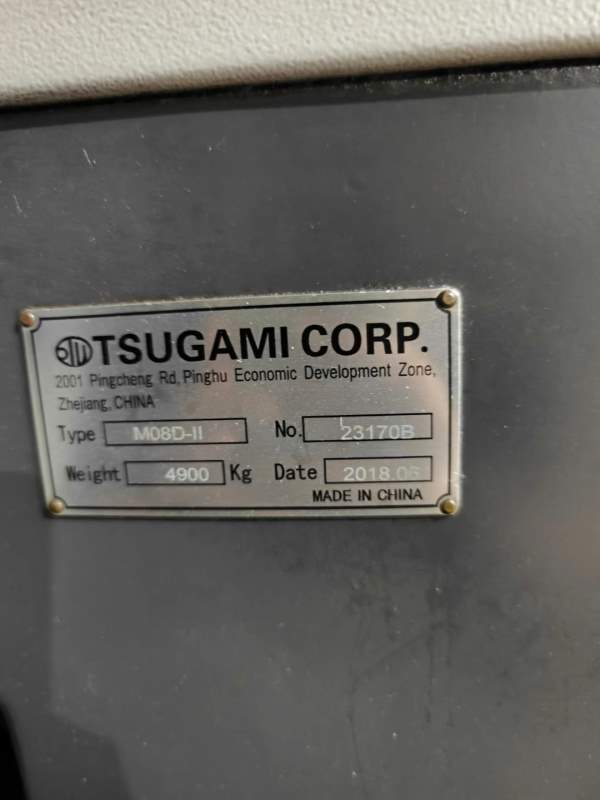 TSUGAMI CORP.
2001 Pingcheng Rd, Pinghu Economic Development Zone,
Zhejiang, CHINA
Type M08D-II No. 23170B
Weight 4900 Kg Date
MADE IN CHINA